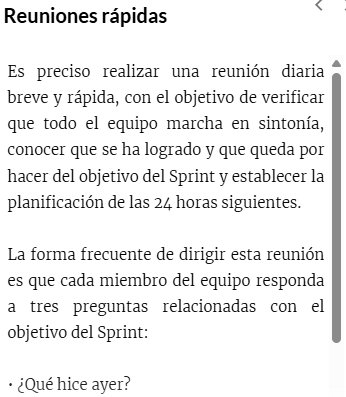 Reuniones rápidas
Es preciso realizar una reunión diaria
breve y rápida, con el objetivo de verificar
que todo el equipo marcha en sintonía,
conocer que se ha logrado y que queda por
hacer del objetivo del Sprint y establecer la
planificación de las 24 horas siguientes.
La forma frecuente de dirigir esta reunión
es que cada miembro del equipo responda
a tres preguntas relacionadas con el
objetivo del Sprint:
• ¿Qué hice ayer?